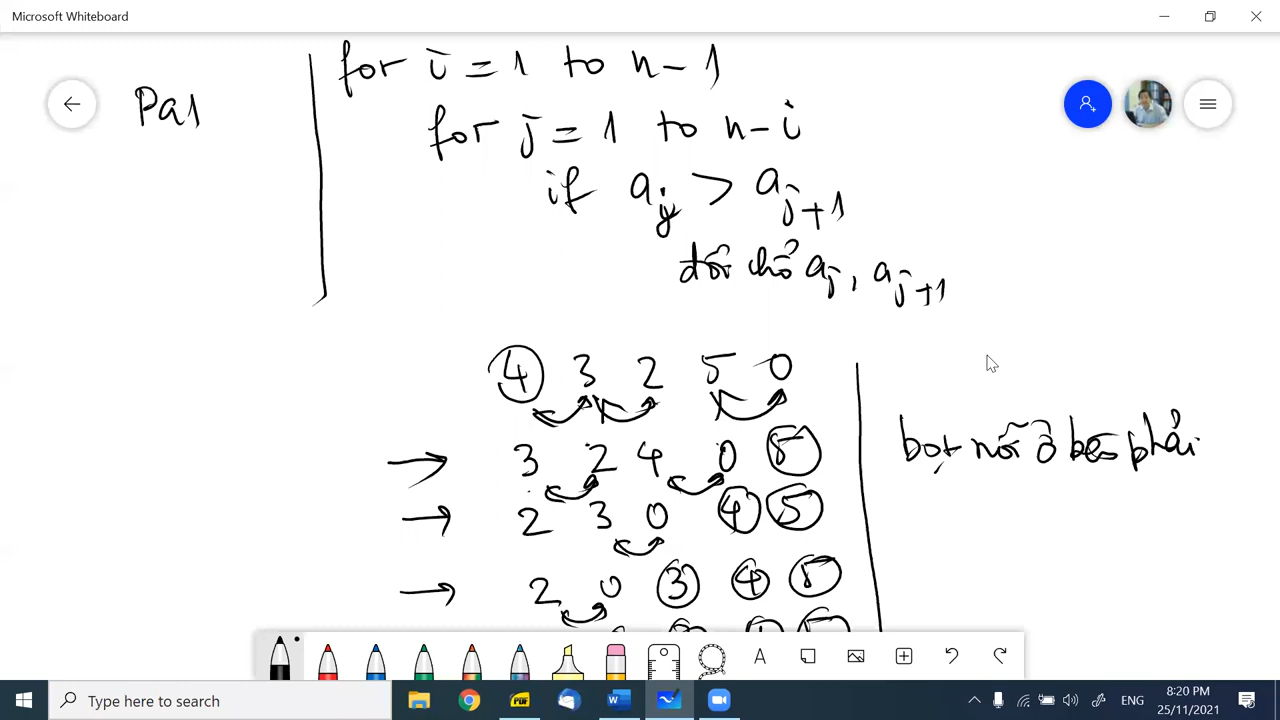 Microsoft Whiteboard
for i = 1 to n - 1
Pa1
for j = 1 to n - i
if aj > aj+1
đổi chỗ aj, aj+1
4 3 2 5 0
→ 3 2 4 0 5
bọt nổi ở bên phải
→ 2 3 0 4 5
→ 2 0 3 4 5
A
Type here to search
PDF
W
ENG
8:20 PM
25/11/2021